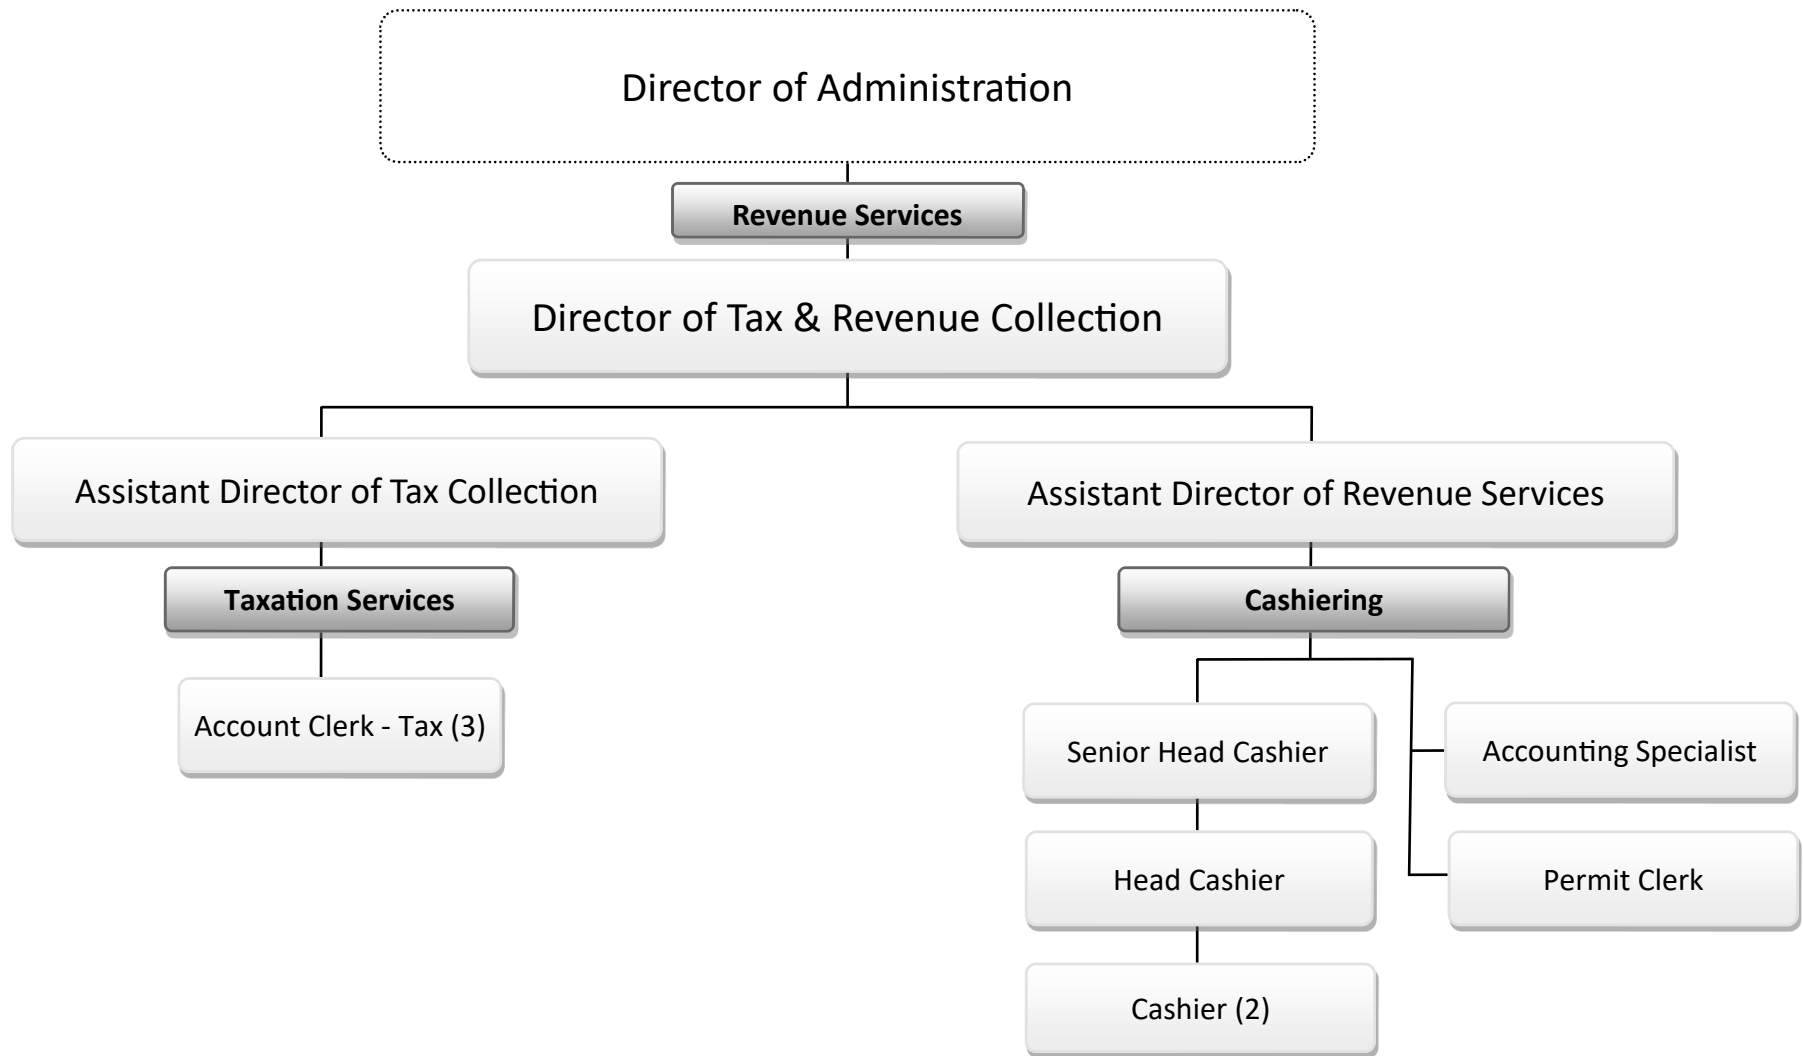 Director of Administration
Revenue Services
Director of Tax & Revenue Collection
Assistant Director of Tax Collection
Assistant Director of Revenue Services
Taxation Services
Cashiering
Account Clerk - Tax (3)
Senior Head Cashier
Accounting Specialist
Head Cashier
Permit Clerk
Cashier (2)